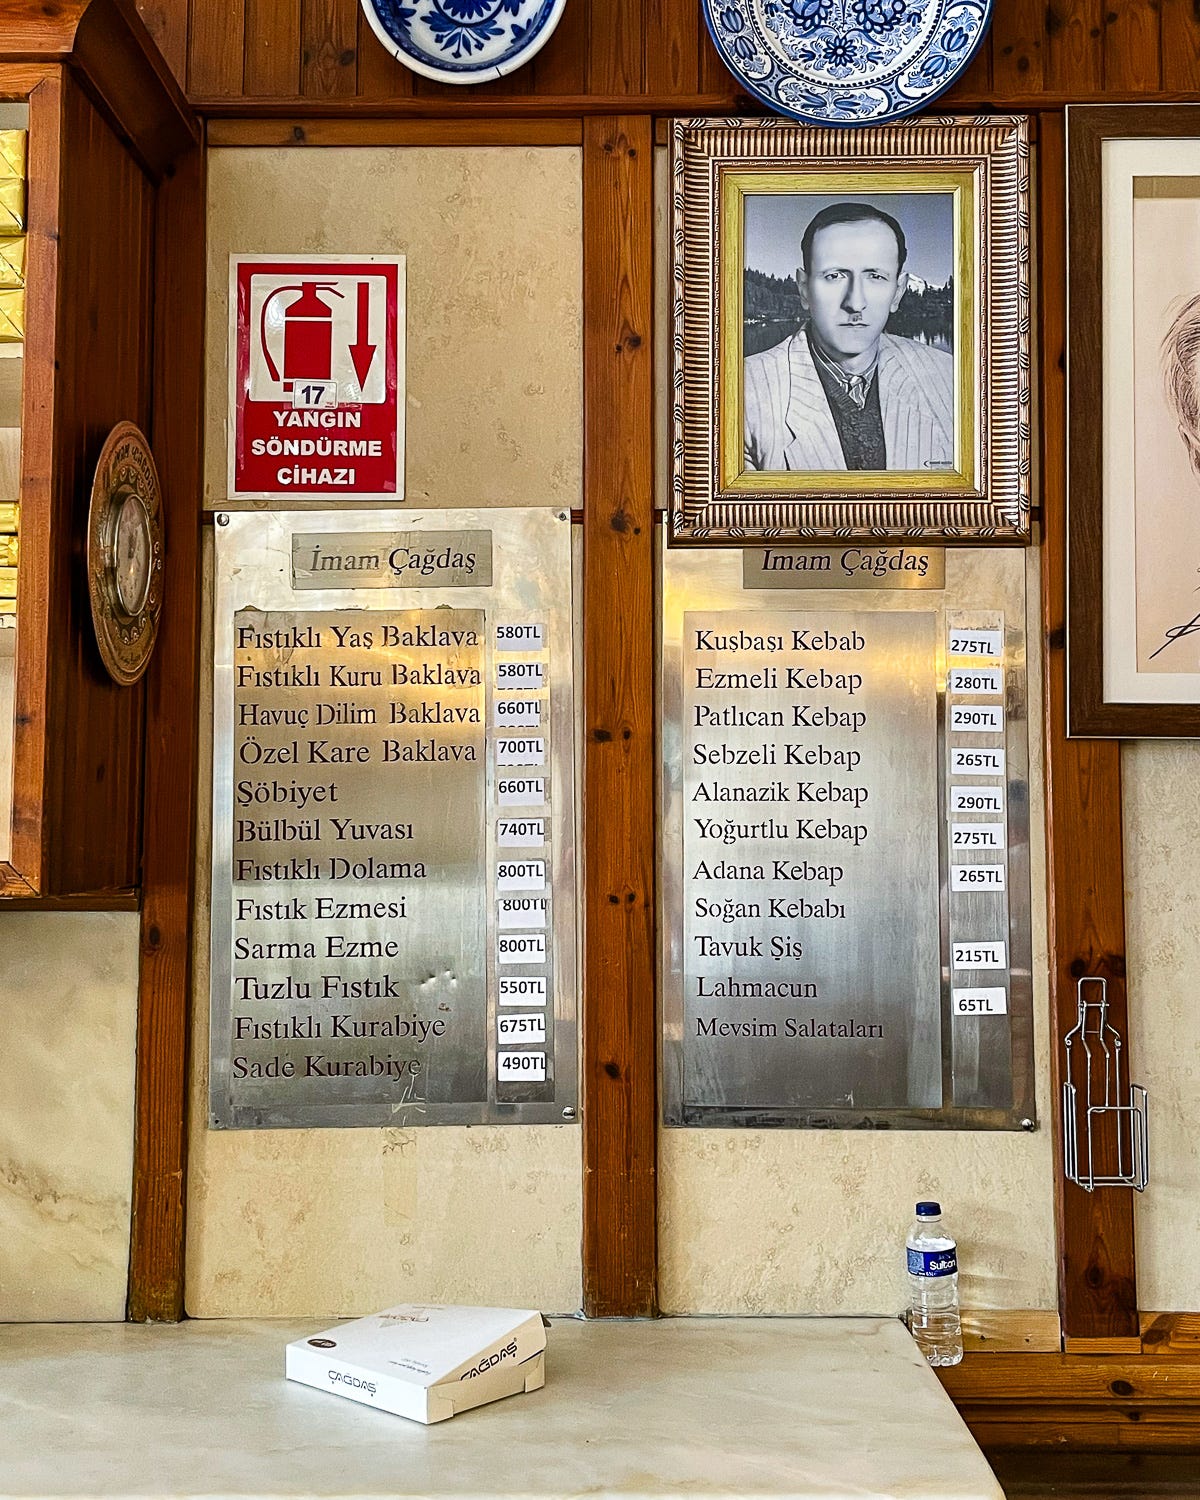 17
YANGIN
SÖNDÜRME
CİHAZI
İmam Çağdaş
Fıstıklı Yaş Baklava 580TL
Fıstıklı Kuru Baklava 580TL
Havuç Dilim Baklava 660TL
Özel Kare Baklava 700TL
Şöbiyet 660TL
Bülbül Yuvası 740TL
Fıstıklı Dolama 800TL
Fıstık Ezmesi 800TL
Sarma Ezme 800TL
Tuzlu Fıstık 550TL
Fıstıklı Kurabiye 675TL
Sade Kurabiye 490TL
İmam Çağdaş
Kuşbaşı Kebab 275TL
Ezmeli Kebap 280TL
Patlıcan Kebap 290TL
Sebzeli Kebap 265TL
Alanazik Kebap 290TL
Yoğurtlu Kebap 275TL
Adana Kebap 265TL
Soğan Kebabı
Tavuk Şiş 215TL
Lahmacun 65TL
Mevsim Salataları
Sultan
ÇAĞDAŞ
ÇAĞDAŞ